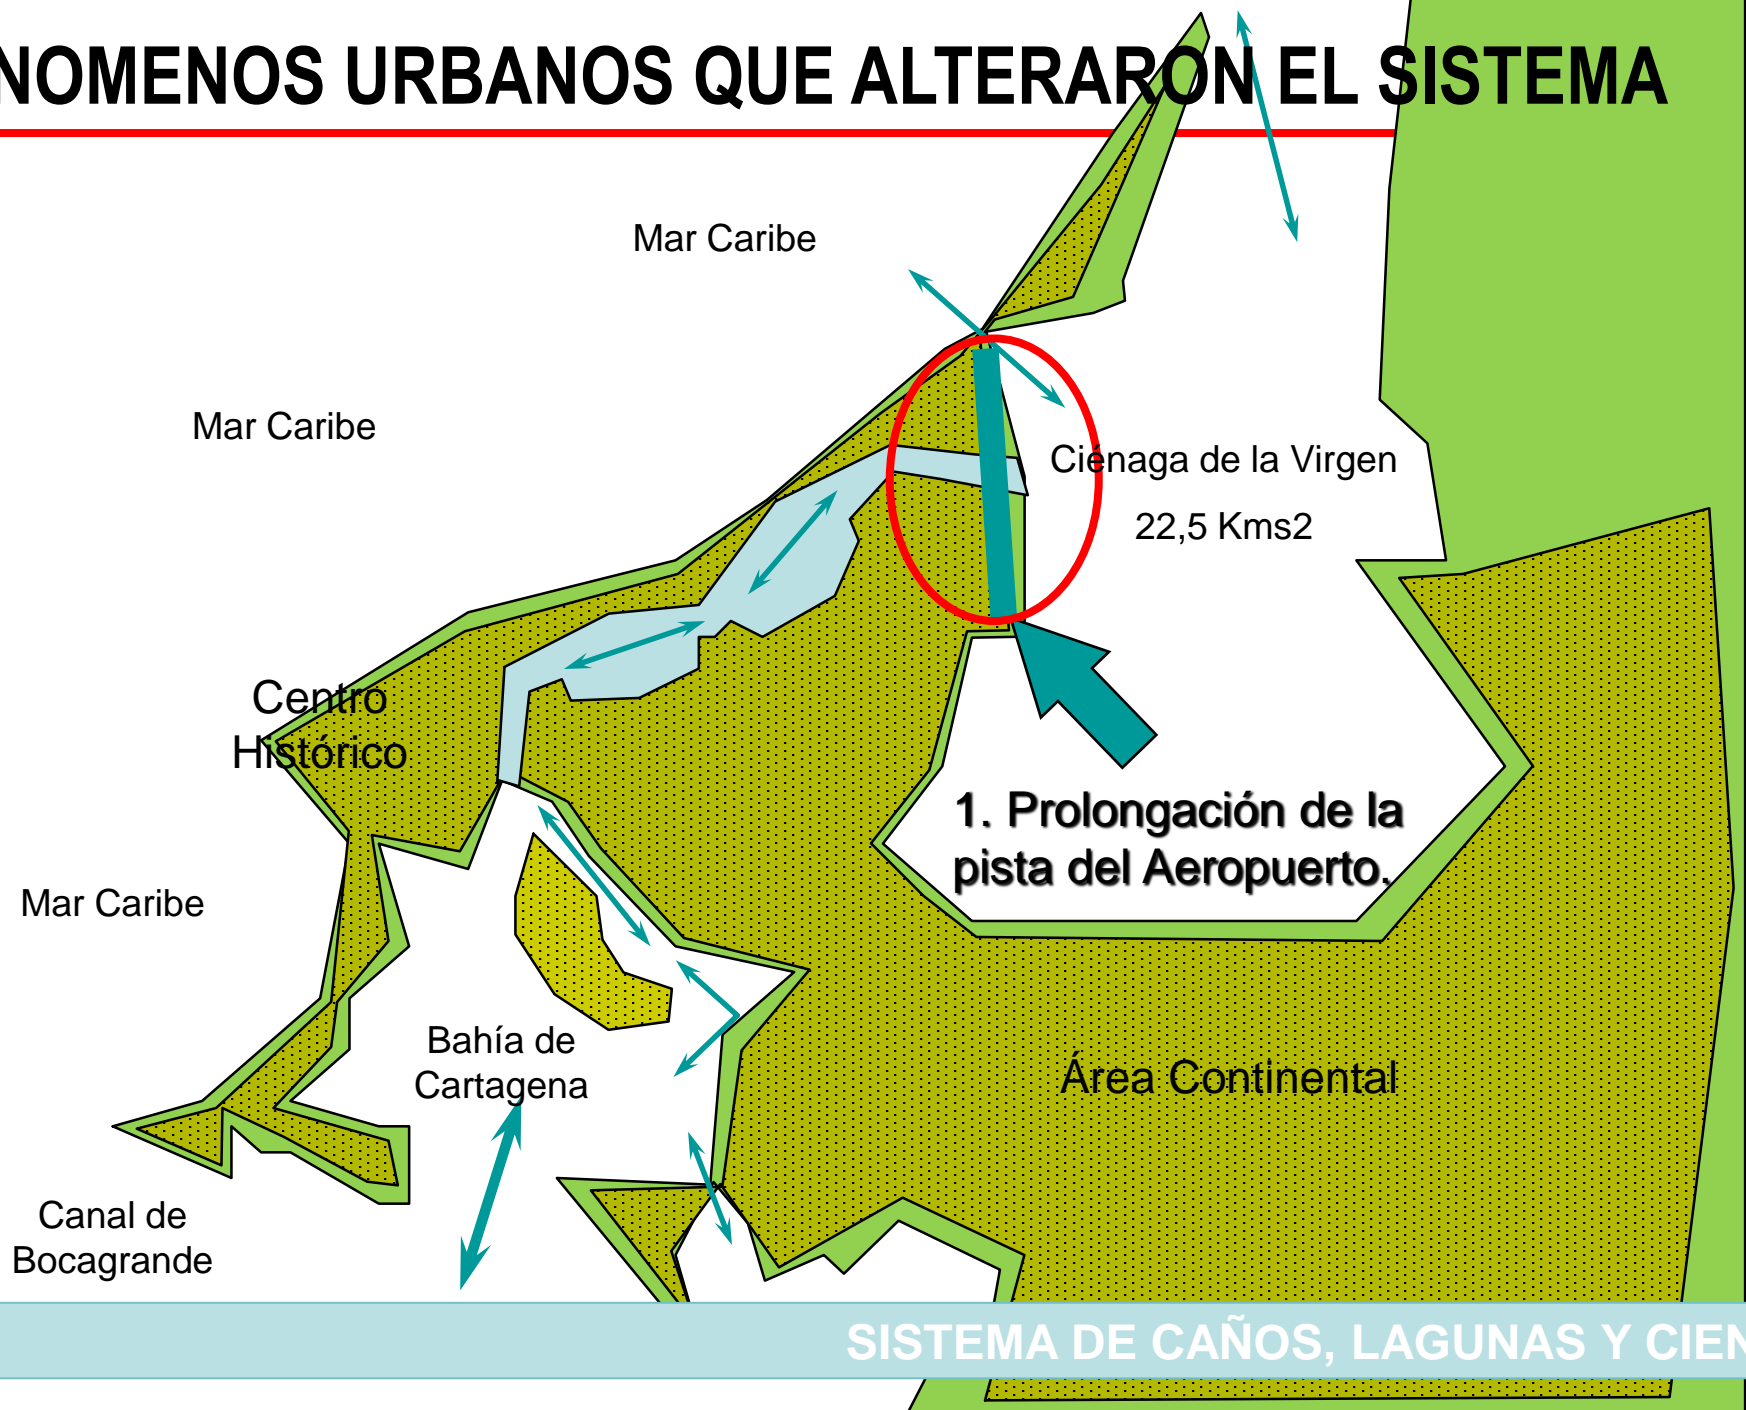 NOMENOS URBANOS QUE ALTERARON EL SISTEMA
Mar Caribe
Mar Caribe
Ciénaga de la Virgen
22,5 Kms2
Centro
Histórico
1. Prolongación de la
pista del Aeropuerto.
Mar Caribe
Bahía de
Cartagena
Área Continental
Canal de
Bocagrande
SISTEMA DE CAÑOS, LAGUNAS Y CIEN